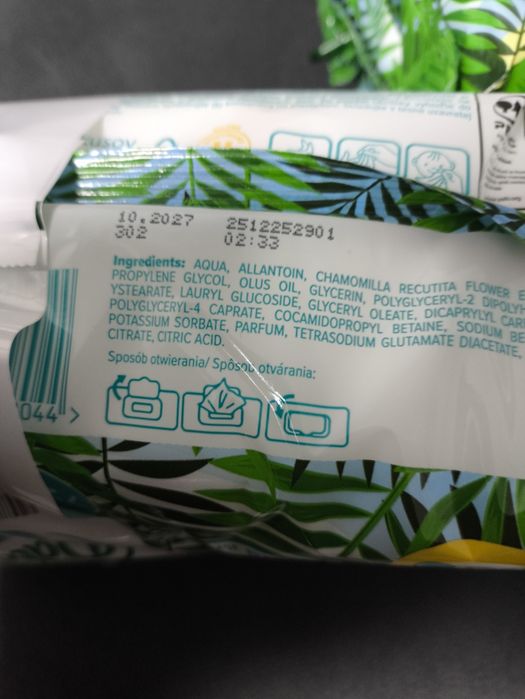 10.2027 2512252901
302 02:33
Ingredients: AQUA, ALLANTOIN, CHAMOMILLA RECUTITA FLOWER
PROPYLENE GLYCOL, OLUS OIL, GLYCERIN, POLYGLYCERYL-2
YSTEARATE, LAURYL GLUCOSIDE, GLYCERYL OLEATE, DICAPRYLYL
POLYGLYCERYL-4 CAPRATE, COCAMIDOPROPYL BETAINE, SODIUM
POTASSIUM SORBATE, PARFUM, TETRASODIUM GLUTAMATE DIACETATE,
CITRATE, CITRIC ACID.
Sposób otwierania/ Spôsob otvárania:
044 >